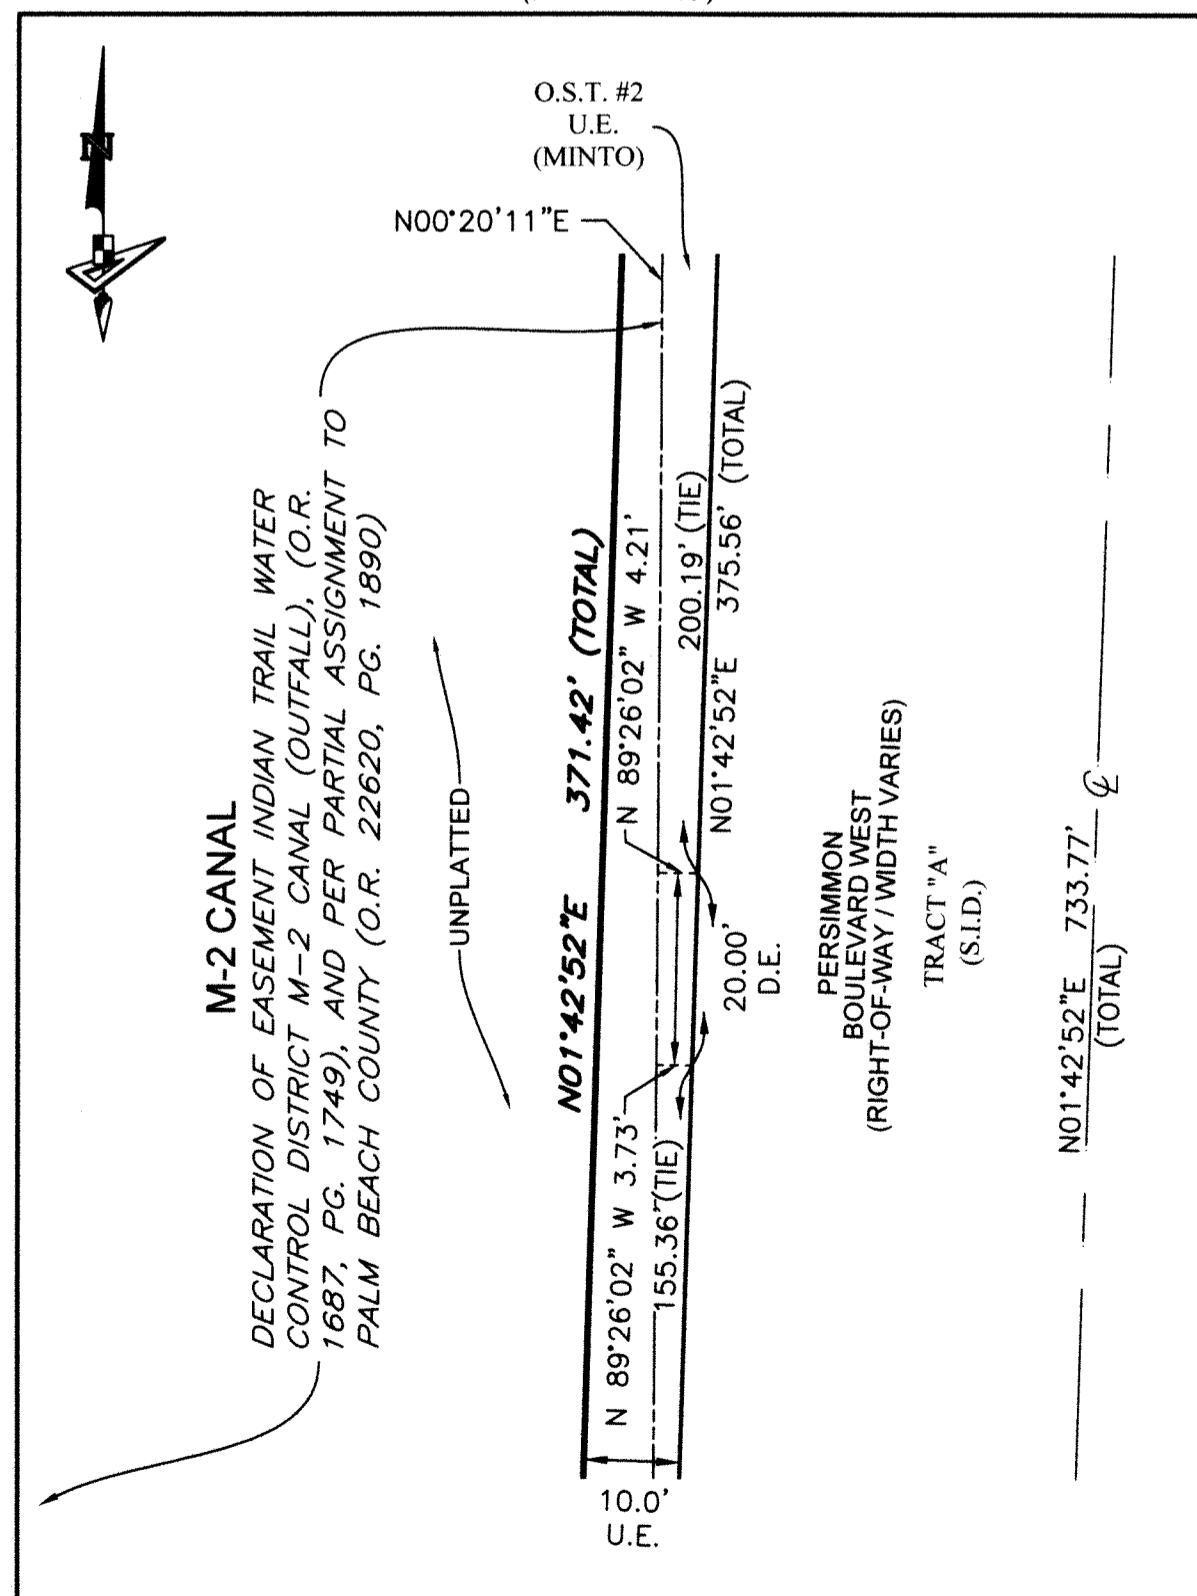 N
O.S.T. #2
U.E.
(MINTO)
N00°20'11"E
M-2 CANAL
DECLARATION OF EASEMENT INDIAN TRAIL WATER
CONTROL DISTRICT M-2 CANAL (OUTFALL), (O.R.
1687, PG. 1749), AND PER PARTIAL ASSIGNMENT TO
PALM BEACH COUNTY (O.R. 22620, PG. 1890)
UNPLATTED
N01°42'52"E 371.42' (TOTAL)
N 89°26'02" W 4.21'
N 89°26'02" W 3.73'
200.19' (TIE)
155.36' (TIE)
N01°42'52"E 375.56' (TOTAL)
20.00'
D.E.
PERSIMMON
BOULEVARD WEST
(RIGHT-OF-WAY / WIDTH VARIES)
TRACT "A"
(S.I.D.)
N01°42'52"E 733.77'
(TOTAL)
℄
10.0'
U.E.